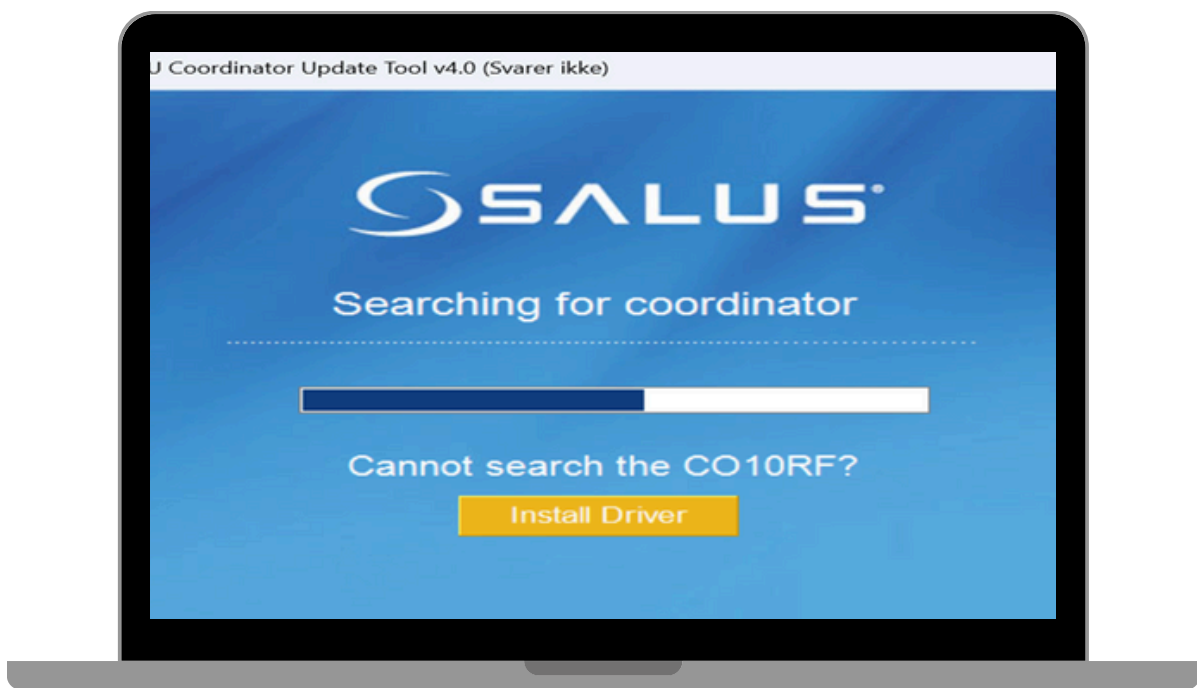 U Coordinator Update Tool v4.0 (Svarer ikke)
SALUS®
Searching for coordinator
Cannot search the CO10RF?
Install Driver